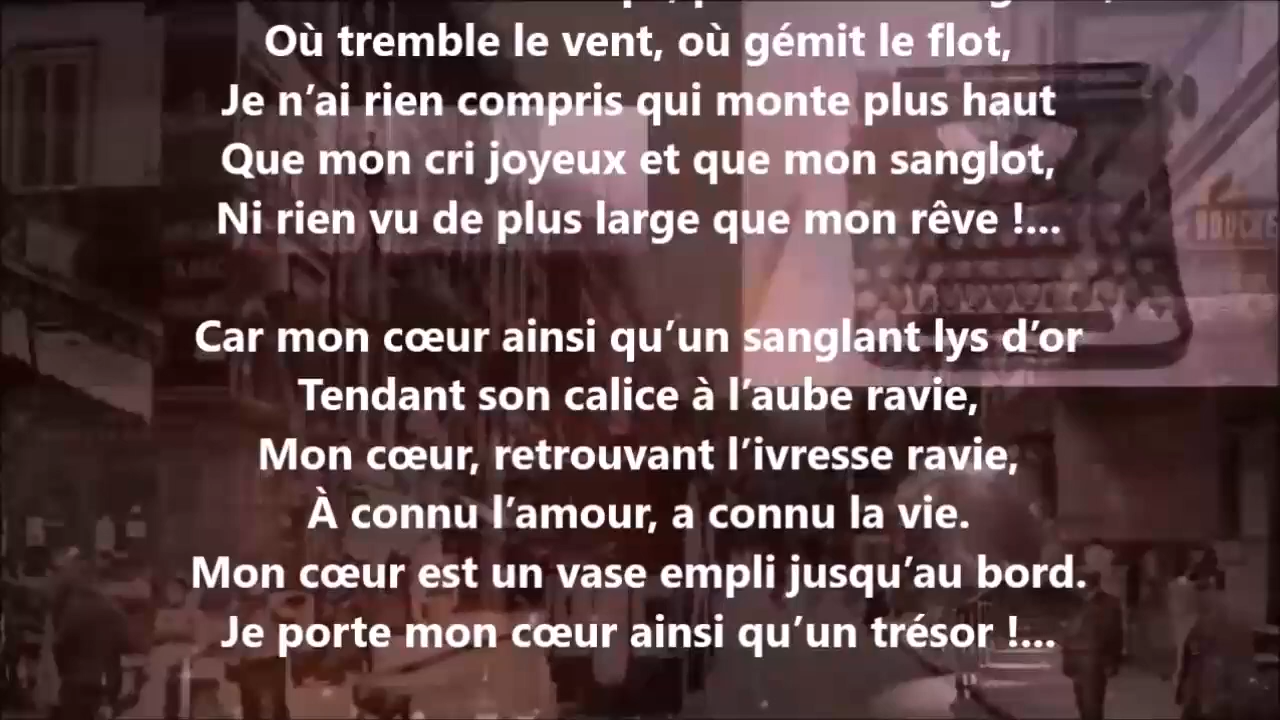 Où tremble le vent, où gémit le flot,
Je n’ai rien compris qui monte plus haut
Que mon cri joyeux et que mon sanglot,
Ni rien vu de plus large que mon rêve !...
Car mon cœur ainsi qu’un sanglant lys d’or
Tendant son calice à l’aube ravie,
Mon cœur, retrouvant l’ivresse ravie,
À connu l’amour, a connu la vie.
Mon cœur est un vase empli jusqu’au bord.
Je porte mon cœur ainsi qu’un trésor !...